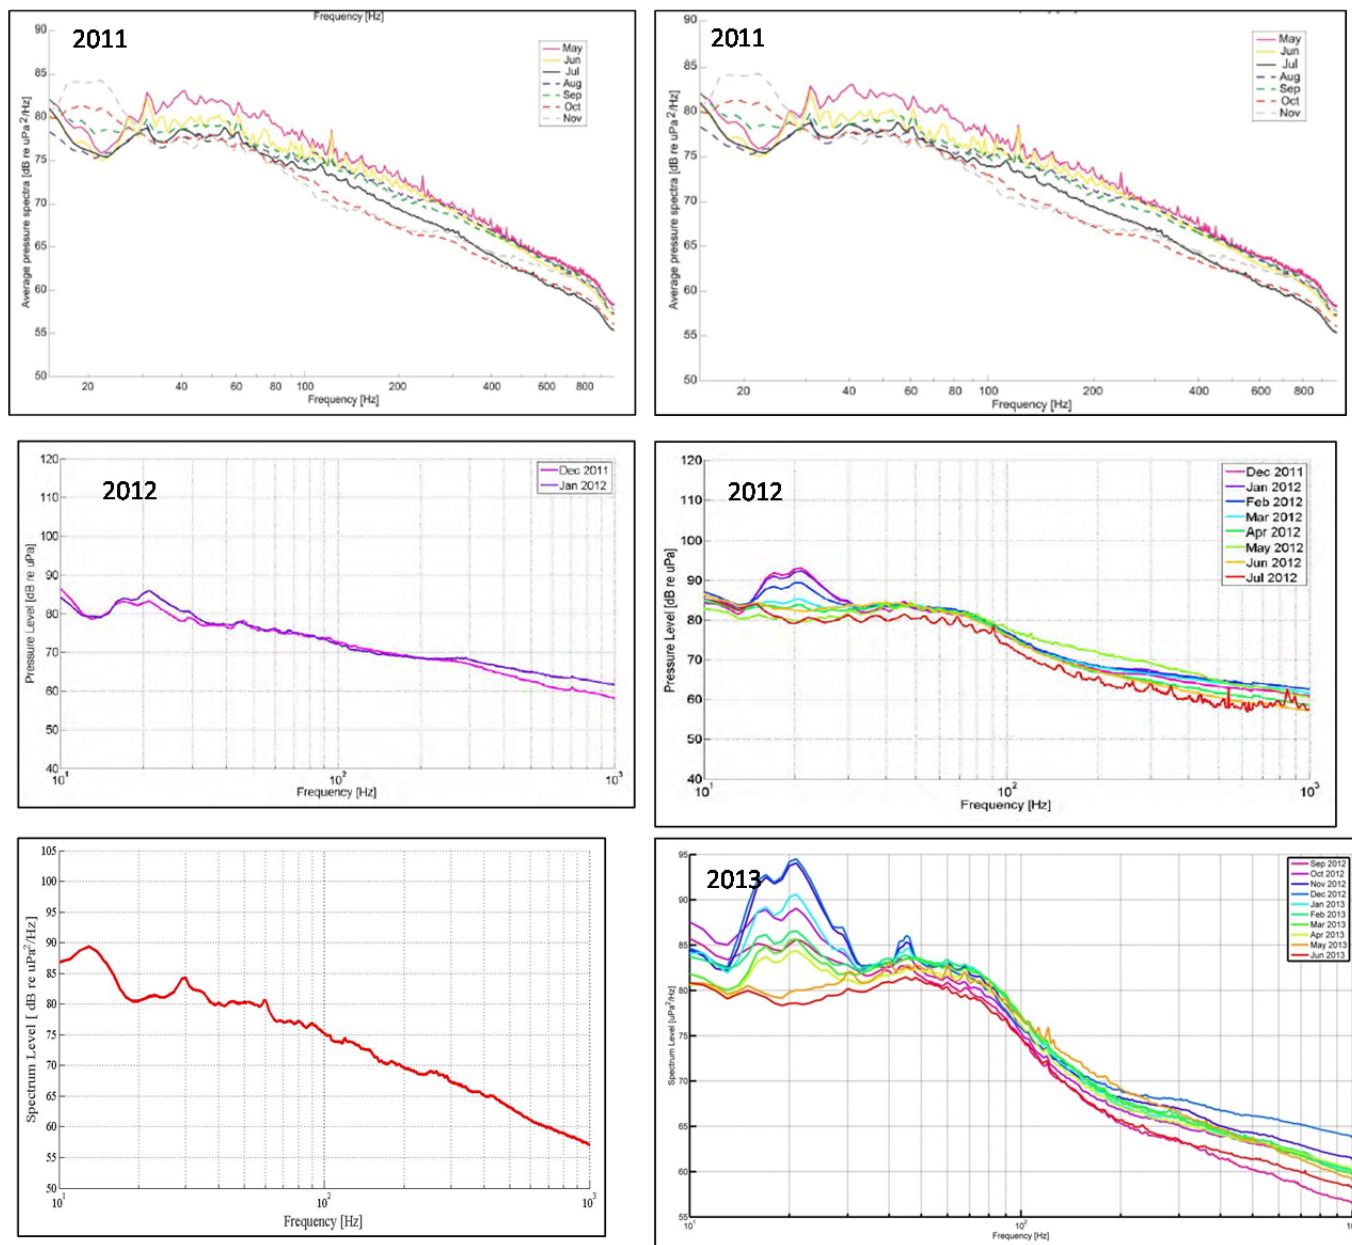 Frequency [Hz]
2011
90
85
80
75
70
65
60
55
50
Average pressure spectra [dB re uPa²/Hz]
May
Jun
Jul
Aug
Sep
Oct
Nov
20
40
60
80
100
200
400
600
800
Frequency [Hz]
2011
90
85
80
75
70
65
60
55
50
Average pressure spectra [dB re uPa²/Hz]
May
Jun
Jul
Aug
Sep
Oct
Nov
20
40
60
80
100
200
400
600
800
Frequency [Hz]
2012
120
110
100
90
80
70
60
50
40
Pressure Level [dB re uPa]
Dec 2011
Jan 2012
10¹
10²
10³
Frequency [Hz]
2012
120
110
100
90
80
70
60
50
40
Pressure Level [dB re uPa]
Dec 2011
Jan 2012
Feb 2012
Mar 2012
Apr 2012
May 2012
Jun 2012
Jul 2012
10¹
10²
10³
Frequency [Hz]
105
100
95
90
85
80
75
70
65
60
55
50
Spectrum Level [ dB re uPa²/Hz]
10¹
10²
10³
Frequency [Hz]
2013
95
90
85
80
75
70
65
60
55
Spectrum Level [uPa²/Hz]
Sep 2012
Oct 2012
Nov 2012
Dec 2012
Jan 2013
Feb 2013
Mar 2013
Apr 2013
May 2013
Jun 2013
10¹
10²
Frequency [Hz]